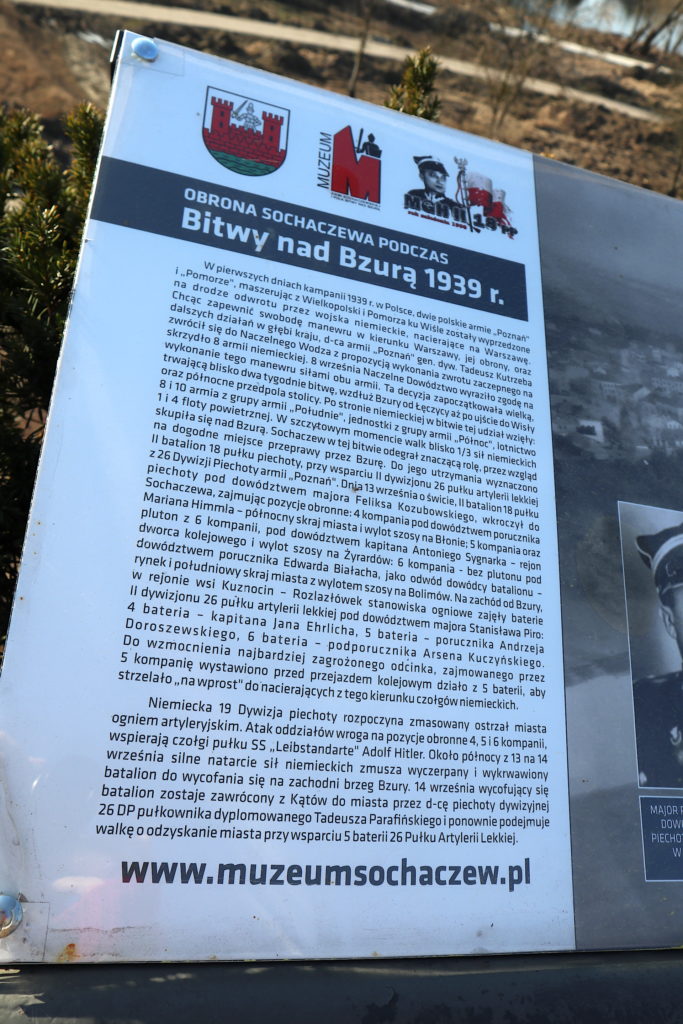 MUZEUM
OBRONA SOCHACZEWA PODCZAS
Bitwy nad Bzurą 1939 r.
W pierwszych dniach kampanii 1939 r. w Polsce, dwie polskie armie „Poznań"
i „Pomorze", maszerując z Wielkopolski i Pomorza ku Wiśle zostały wyprzedzone
na drodze odwrotu przez wojska niemieckie, nacierające na Warszawę.
Chcąc zapewnić swobodę manewru w kierunku Warszawy, jej obrony, oraz
dalszych działań w głębi kraju, d-ca armii „Poznań" gen. dyw. Tadeusz Kutrzeba
zwrócił się do Naczelnego Wodza z propozycją wykonania zwrotu zaczepnego na
skrzydło 8 armii niemieckiej. 8 września Naczelne Dowództwo wyraziło zgodę na
wykonanie tego manewru siłami obu armii. Ta decyzja zapoczątkowała wielką,
trwającą blisko dwa tygodnie bitwę, wzdłuż Bzury od Łęczycy aż po ujście do Wisły
oraz północne przedpola stolicy. Po stronie niemieckiej w bitwie tej udział wzięły:
8 i 10 armia z grupy armii „Południe", jednostki z grupy armii „Północ", lotnictwo
1 i 4 floty powietrznej. W szczytowym momencie walk blisko 1/3 sił niemieckich
skupiła się nad Bzurą. Sochaczew w tej bitwie odegrał znaczącą rolę, przez wzgląd
na dogodne miejsce przeprawy przez Bzurę. Do jego utrzymania wyznaczono
II batalion 18 pułku piechoty, przy wsparciu II dywizjonu 26 pułku artylerii lekkiej
z 26 Dywizji Piechoty armii „Poznań". Dnia 13 września o świcie, II batalion 18 pułku
piechoty pod dowództwem majora Feliksa Kozubowskiego, wkroczył do
Sochaczewa, zajmując pozycje obronne: 4 kompania pod dowództwem porucznika
Mariana Himmla – północny skraj miasta i wylot szosy na Błonie; 5 kompania oraz
pluton z 6 kompanii, pod dowództwem kapitana Antoniego Sygnarka – rejon
dworca kolejowego i wylot szosy na Żyrardów: 6 kompania - bez plutonu pod
dowództwem porucznika Edwarda Białacha, jako odwód dowódcy batalionu –
rynek i południowy skraj miasta z wylotem szosy na Bolimów. Na zachód od Bzury,
w rejonie wsi Kuznocin – Rozlazłówek stanowiska ogniowe zajęły baterie
II dywizjonu 26 pułku artylerii lekkiej pod dowództwem majora Stanisława Piro:
4 bateria – kapitana Jana Ehrlicha, 5 bateria – porucznika Andrzeja
Doroszewskiego, 6 bateria – podporucznika Arsena Kuczyńskiego.
Do wzmocnienia najbardziej zagrożonego odcinka, zajmowanego przez
5 kompanię wystawiono przed przejazdem kolejowym działo z 5 baterii, aby
strzelało „na wprost" do nacierających z tego kierunku czołgów niemieckich.
Niemiecka 19 Dywizja piechoty rozpoczyna zmasowany ostrzał miasta
ogniem artyleryjskim. Atak oddziałów wroga na pozycje obronne 4, 5 i 6 kompanii,
wspierają czołgi pułku SS „Leibstandarte" Adolf Hitler. Około północy z 13 na 14
września silne natarcie sił niemieckich zmusza wyczerpany i wykrwawiony
batalion do wycofania się na zachodni brzeg Bzury. 14 września wycofujący się
batalion zostaje zawrócony z Kątów do miasta przez d-cę piechoty dywizyjnej
26 DP pułkownika dyplomowanego Tadeusza Parafińskiego i ponownie podejmuje
walkę o odzyskanie miasta przy wsparciu 5 baterii 26 Pułku Artylerii Lekkiej.
www.muzeumsochaczew.pl
MAJOR